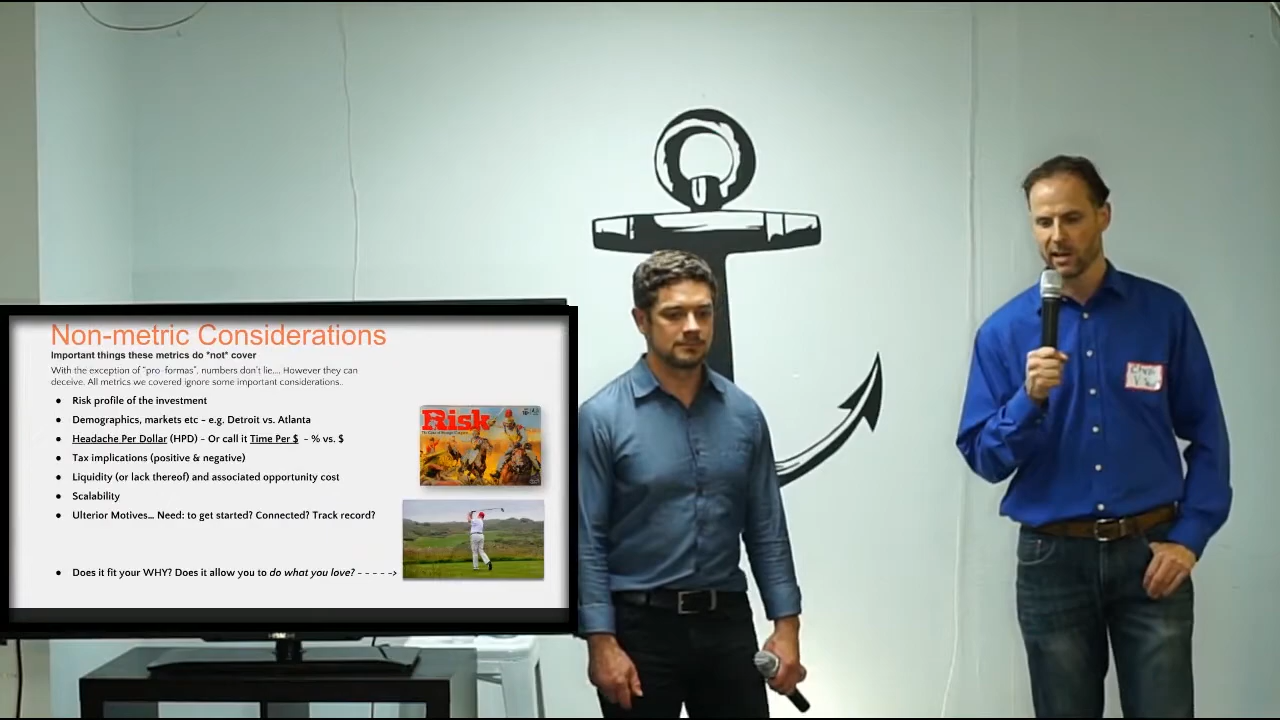 Non-metric Considerations
Important things these metrics do *not* cover
With the exception of "pro-formas", numbers don't lie.... However they can
deceive. All metrics we covered ignore some important considerations..
● Risk profile of the investment
● Demographics, markets etc – e.g. Detroit vs. Atlanta
● Headache Per Dollar (HPD) – Or call it Time Per $ – % vs. $
● Tax implications (positive & negative)
● Liquidity (or lack thereof) and associated opportunity cost
● Scalability
● Ulterior Motives... Need: to get started? Connected? Track record?
Risk
● Does it fit your WHY? Does it allow you to do what you love? - - - - - >